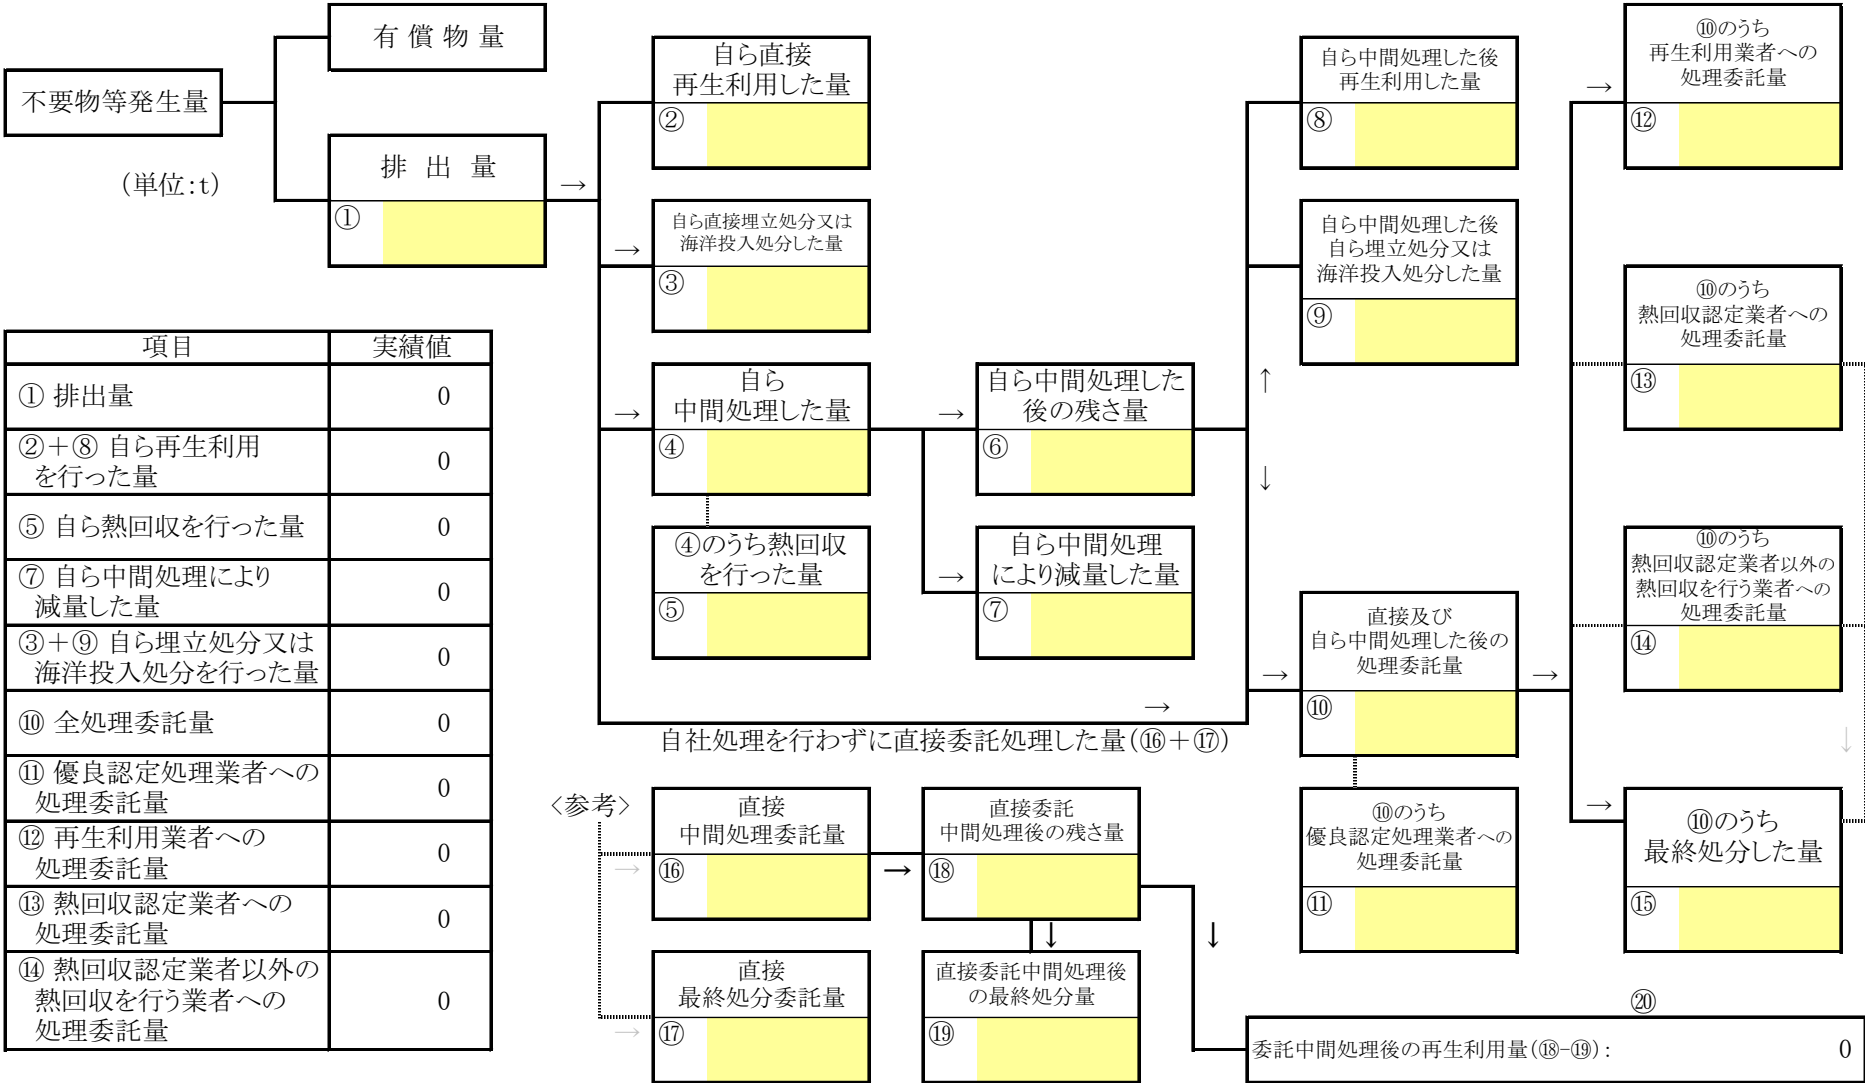 有 償 物 量
不要物等発生量
(単位:t)
排 出 量
①
→
自ら直接
再生利用した量
②
→
自ら直接埋立処分又は
海洋投入処分した量
③
→
自ら
中間処理した量
④
④のうち熱回収
を行った量
⑤
→
自ら中間処理した
後の残さ量
⑥
→
自ら中間処理
により減量した量
⑦
自ら中間処理した後
再生利用した量
⑧
自ら中間処理した後
自ら埋立処分又は
海洋投入処分した量
⑨
↑
↓
→
直接及び
自ら中間処理した後の
処理委託量
⑩
→
⑩のうち
優良認定処理業者への
処理委託量
⑪
→
⑩のうち
再生利用業者への
処理委託量
⑫
⑩のうち
熱回収認定業者への
処理委託量
⑬
⑩のうち
熱回収認定業者以外の
熱回収を行う業者への
処理委託量
⑭
↓
→
⑩のうち
最終処分した量
⑮
→
自社処理を行わずに直接委託処理した量(⑯+⑰)
<参考>
→
直接
中間処理委託量
⑯
→
直接委託
中間処理後の残さ量
⑱
↓
↓
→
直接
最終処分委託量
⑰
直接委託中間処理後
の最終処分量
⑲
⑳
委託中間処理後の再生利用量(⑱-⑲): 0
項目 実績値
① 排出量 0
②+⑧ 自ら再生利用
を行った量 0
⑤ 自ら熱回収を行った量 0
⑦ 自ら中間処理により
減量した量 0
③+⑨ 自ら埋立処分又は
海洋投入処分を行った量 0
⑩ 全処理委託量 0
⑪ 優良認定処理業者への
処理委託量 0
⑫ 再生利用業者への
処理委託量 0
⑬ 熱回収認定業者への
処理委託量 0
⑭ 熱回収認定業者以外の
熱回収を行う業者への
処理委託量 0